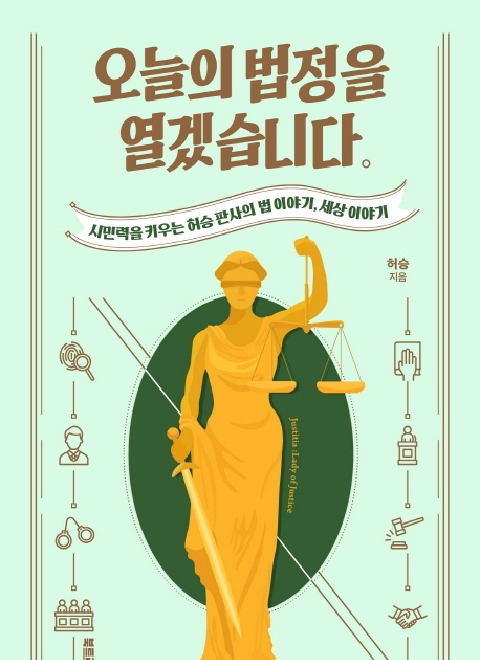 오늘의 법정을
열겠습니다.
시민력을 키우는 허승 판사의 법 이야기, 세상 이야기
허승
지음
Justitia : Lady of Justice